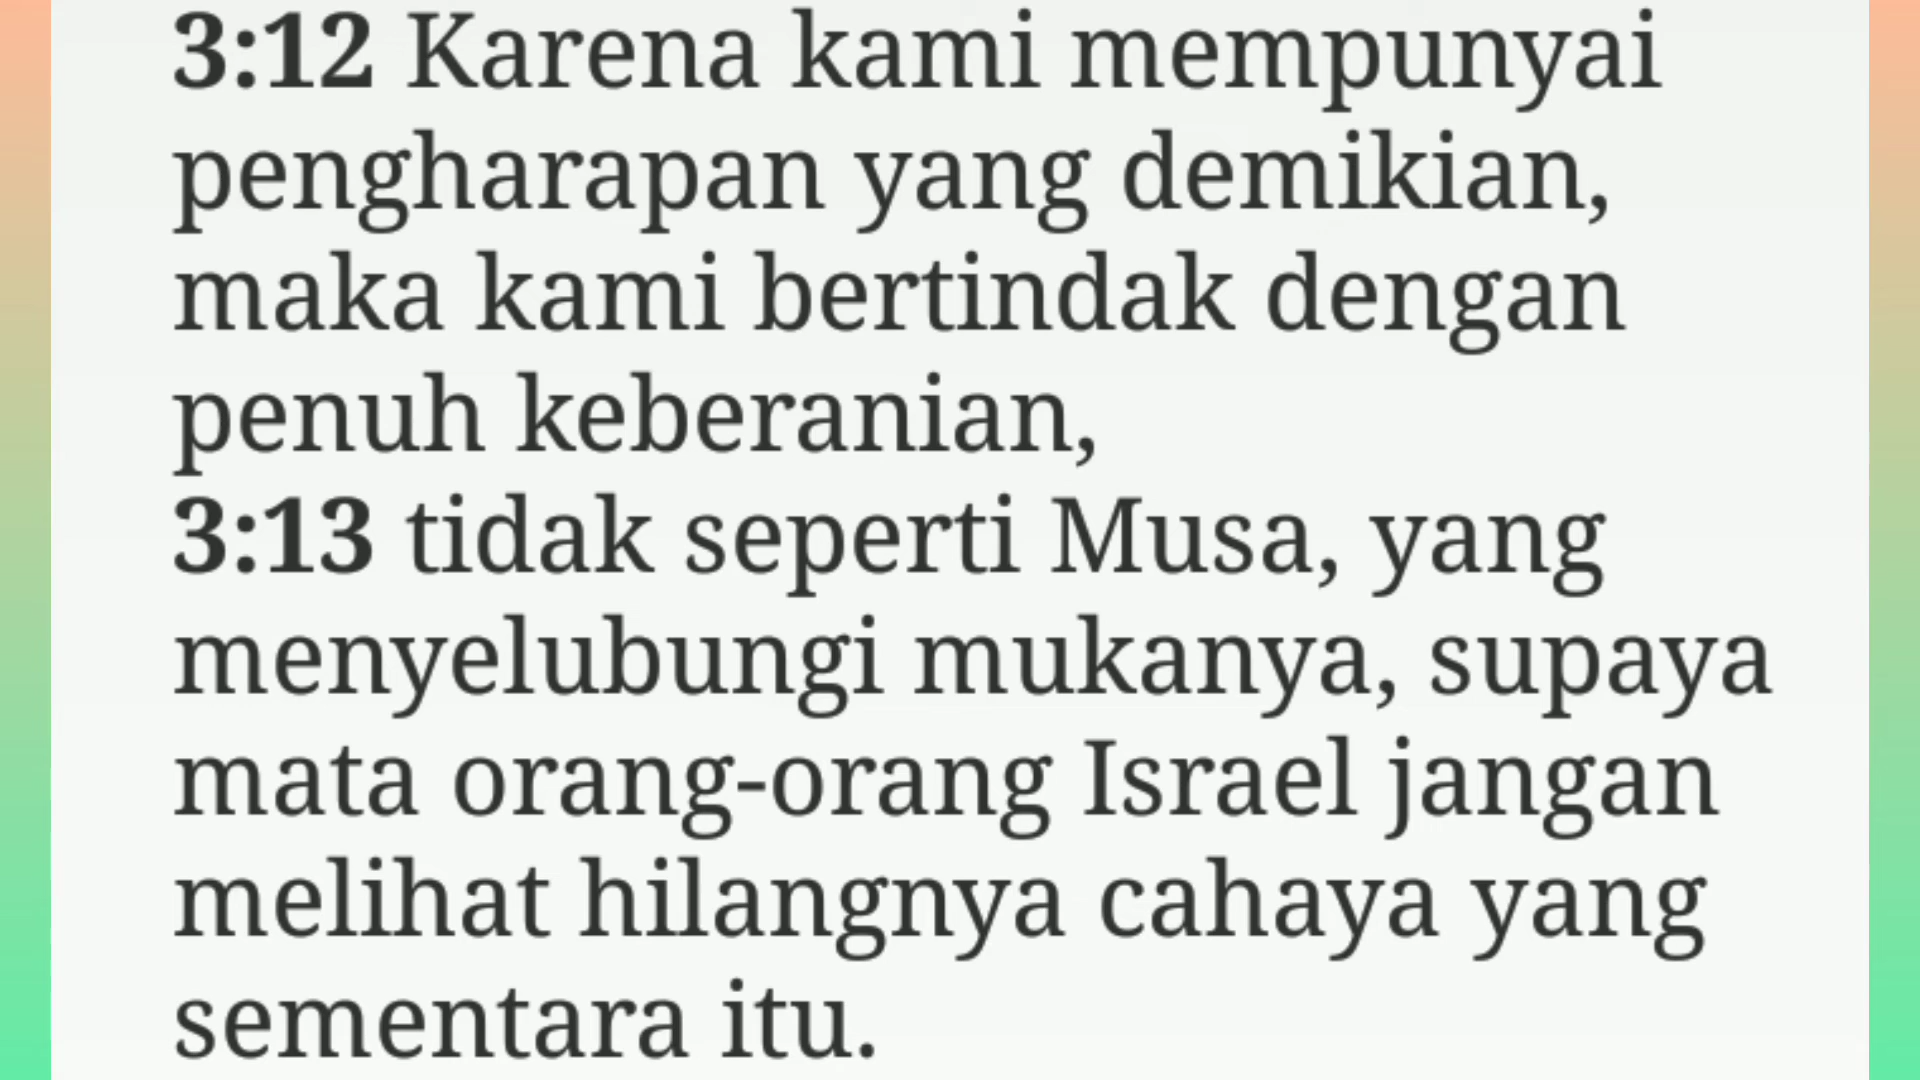 3:12 Karena kami mempunyai
pengharapan yang demikian,
maka kami bertindak dengan
penuh keberanian,
3:13 tidak seperti Musa, yang
menyelubungi mukanya, supaya
mata orang-orang Israel jangan
melihat hilangnya cahaya yang
sementara itu.